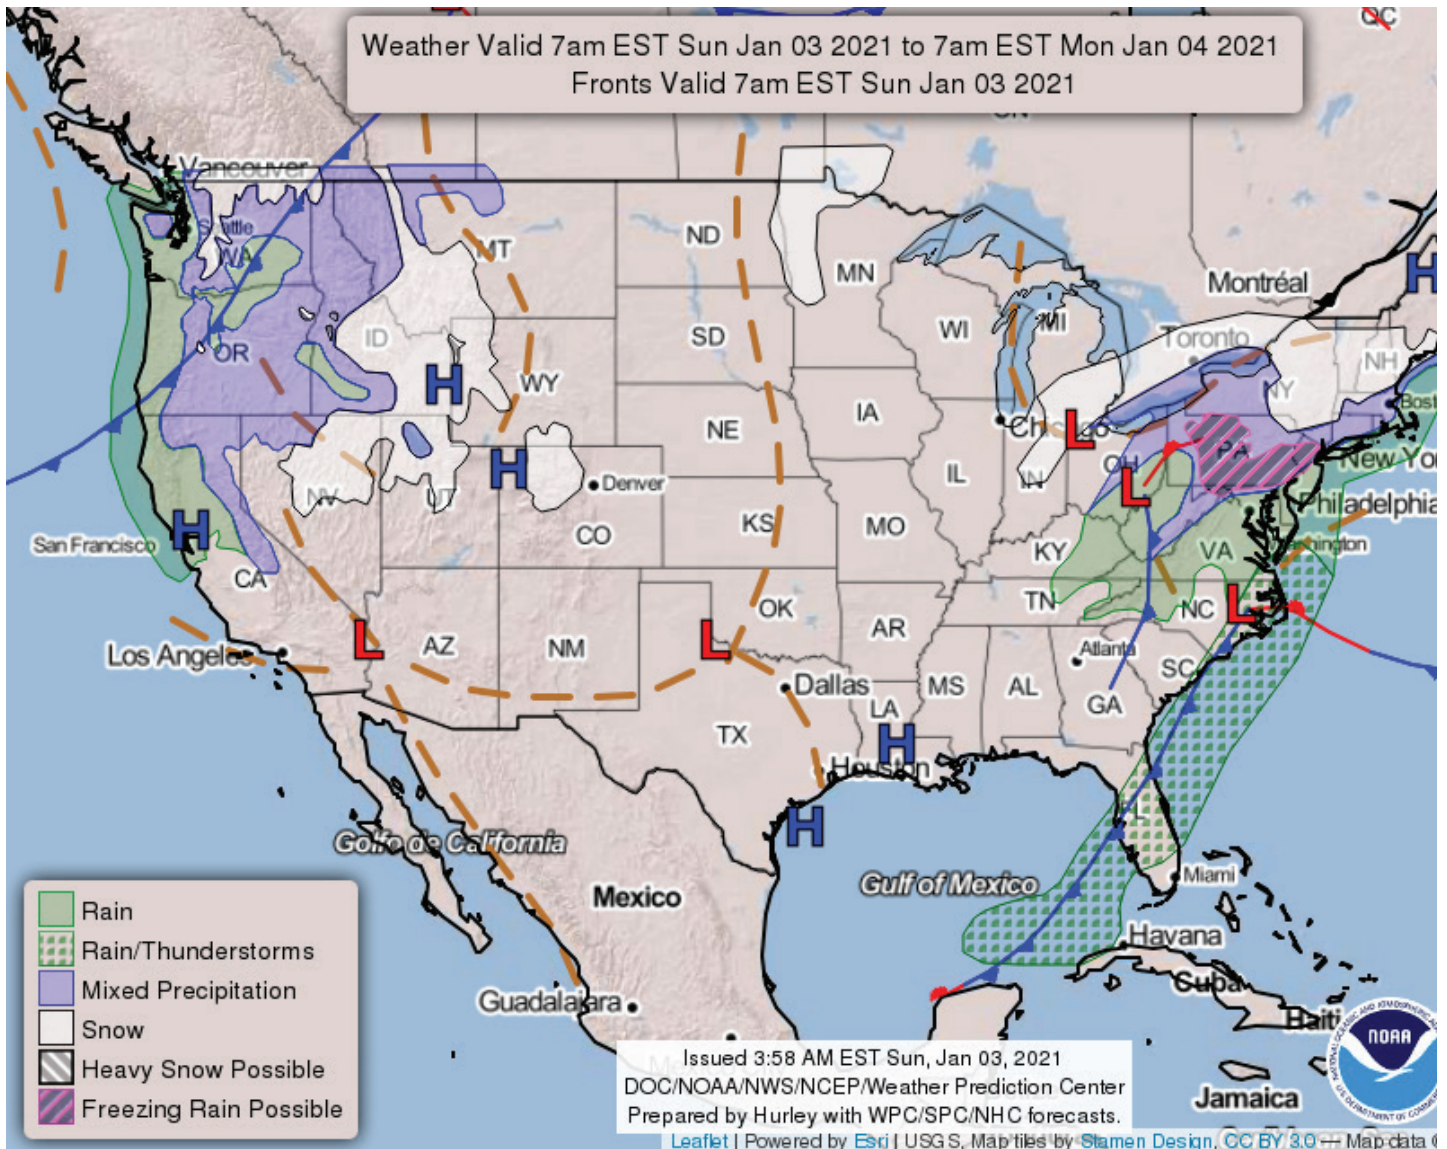 Weather Valid 7am EST Sun Jan 03 2021 to 7am EST Mon Jan 04 2021
Fronts Valid 7am EST Sun Jan 03 2021
QC
ON
Vancouver
Seattle
WA
MT
ND
MN
Montréal
H
OR
ID
SD
WI
MI
Toronto
NH
H
WY
NY
Bost
IA
NE
L
Chicago
OH
PA
New Yo
H
NV
UT
Denver
IL
IN
L
Philadelphia
San Francisco
H
CA
CO
KS
MO
KY
VA
Washington
TN
NC
L
OK
L
L
Los Angeles
AZ
NM
AR
Atlanta
SC
Dallas
LA
MS
AL
GA
TX
H
Houston
H
FL
Golfo de California
Gulf of Mexico
Miami
Mexico
Havana
Cuba
Guadalajara
Haiti
Mexico City
Jamaica
Rain
Rain/Thunderstorms
Mixed Precipitation
Snow
Heavy Snow Possible
Freezing Rain Possible
NOAA
Issued 3:58 AM EST Sun, Jan 03, 2021
DOC/NOAA/NWS/NCEP/Weather Prediction Center
Prepared by Hurley with WPC/SPC/NHC forecasts.
Leaflet | Powered by Esri | USGS, Map tiles by Stamen Design, CC BY 3.0 — Map data ©